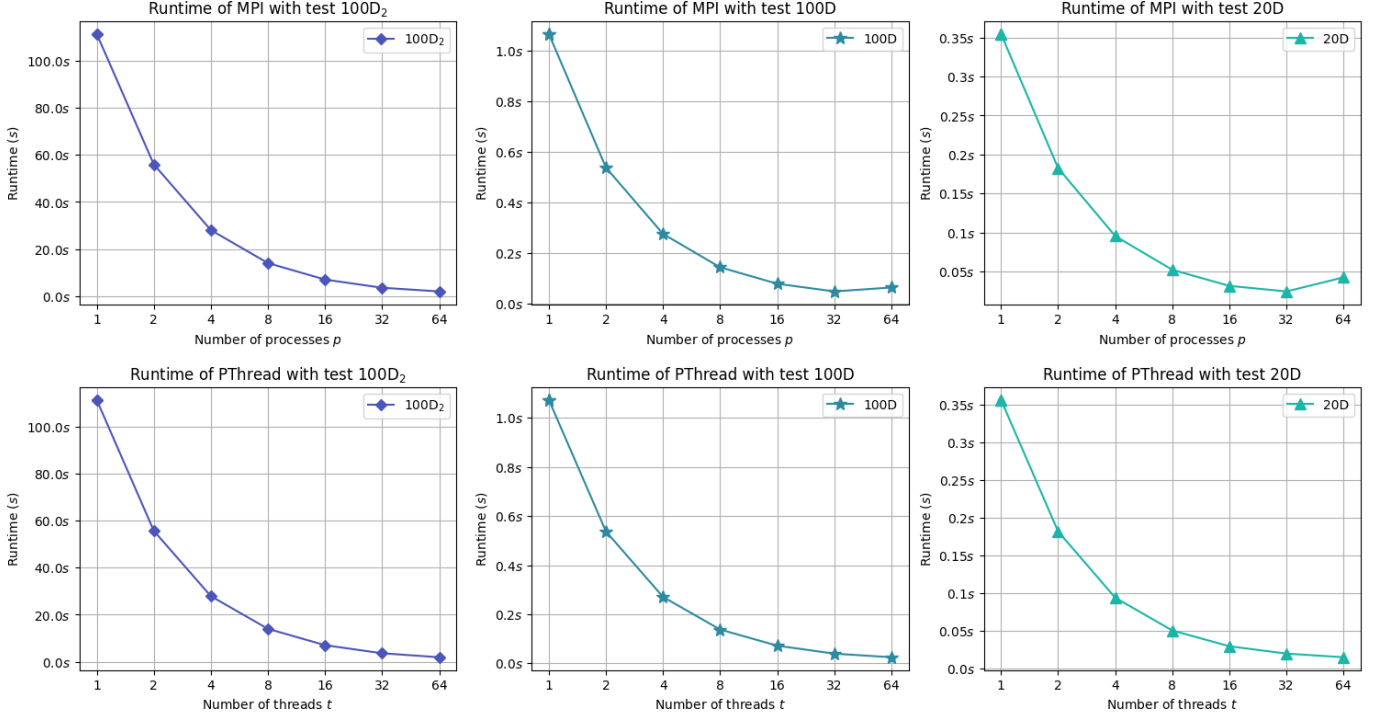 Runtime of MPI with test 100D₂
100D₂
Runtime (s)
100.0s
80.0s
60.0s
40.0s
20.0s
0.0s
1 2 4 8 16 32 64
Number of processes p
Runtime of MPI with test 100D
100D
Runtime (s)
1.0s
0.8s
0.6s
0.4s
0.2s
0.0s
1 2 4 8 16 32 64
Number of processes p
Runtime of MPI with test 20D
20D
Runtime (s)
0.35s
0.3s
0.25s
0.2s
0.15s
0.1s
0.05s
1 2 4 8 16 32 64
Number of processes p
Runtime of PThread with test 100D₂
100D₂
Runtime (s)
100.0s
80.0s
60.0s
40.0s
20.0s
0.0s
1 2 4 8 16 32 64
Number of threads t
Runtime of PThread with test 100D
100D
Runtime (s)
1.0s
0.8s
0.6s
0.4s
0.2s
0.0s
1 2 4 8 16 32 64
Number of threads t
Runtime of PThread with test 20D
20D
Runtime (s)
0.35s
0.3s
0.25s
0.2s
0.15s
0.1s
0.05s
0.0s
1 2 4 8 16 32 64
Number of threads t